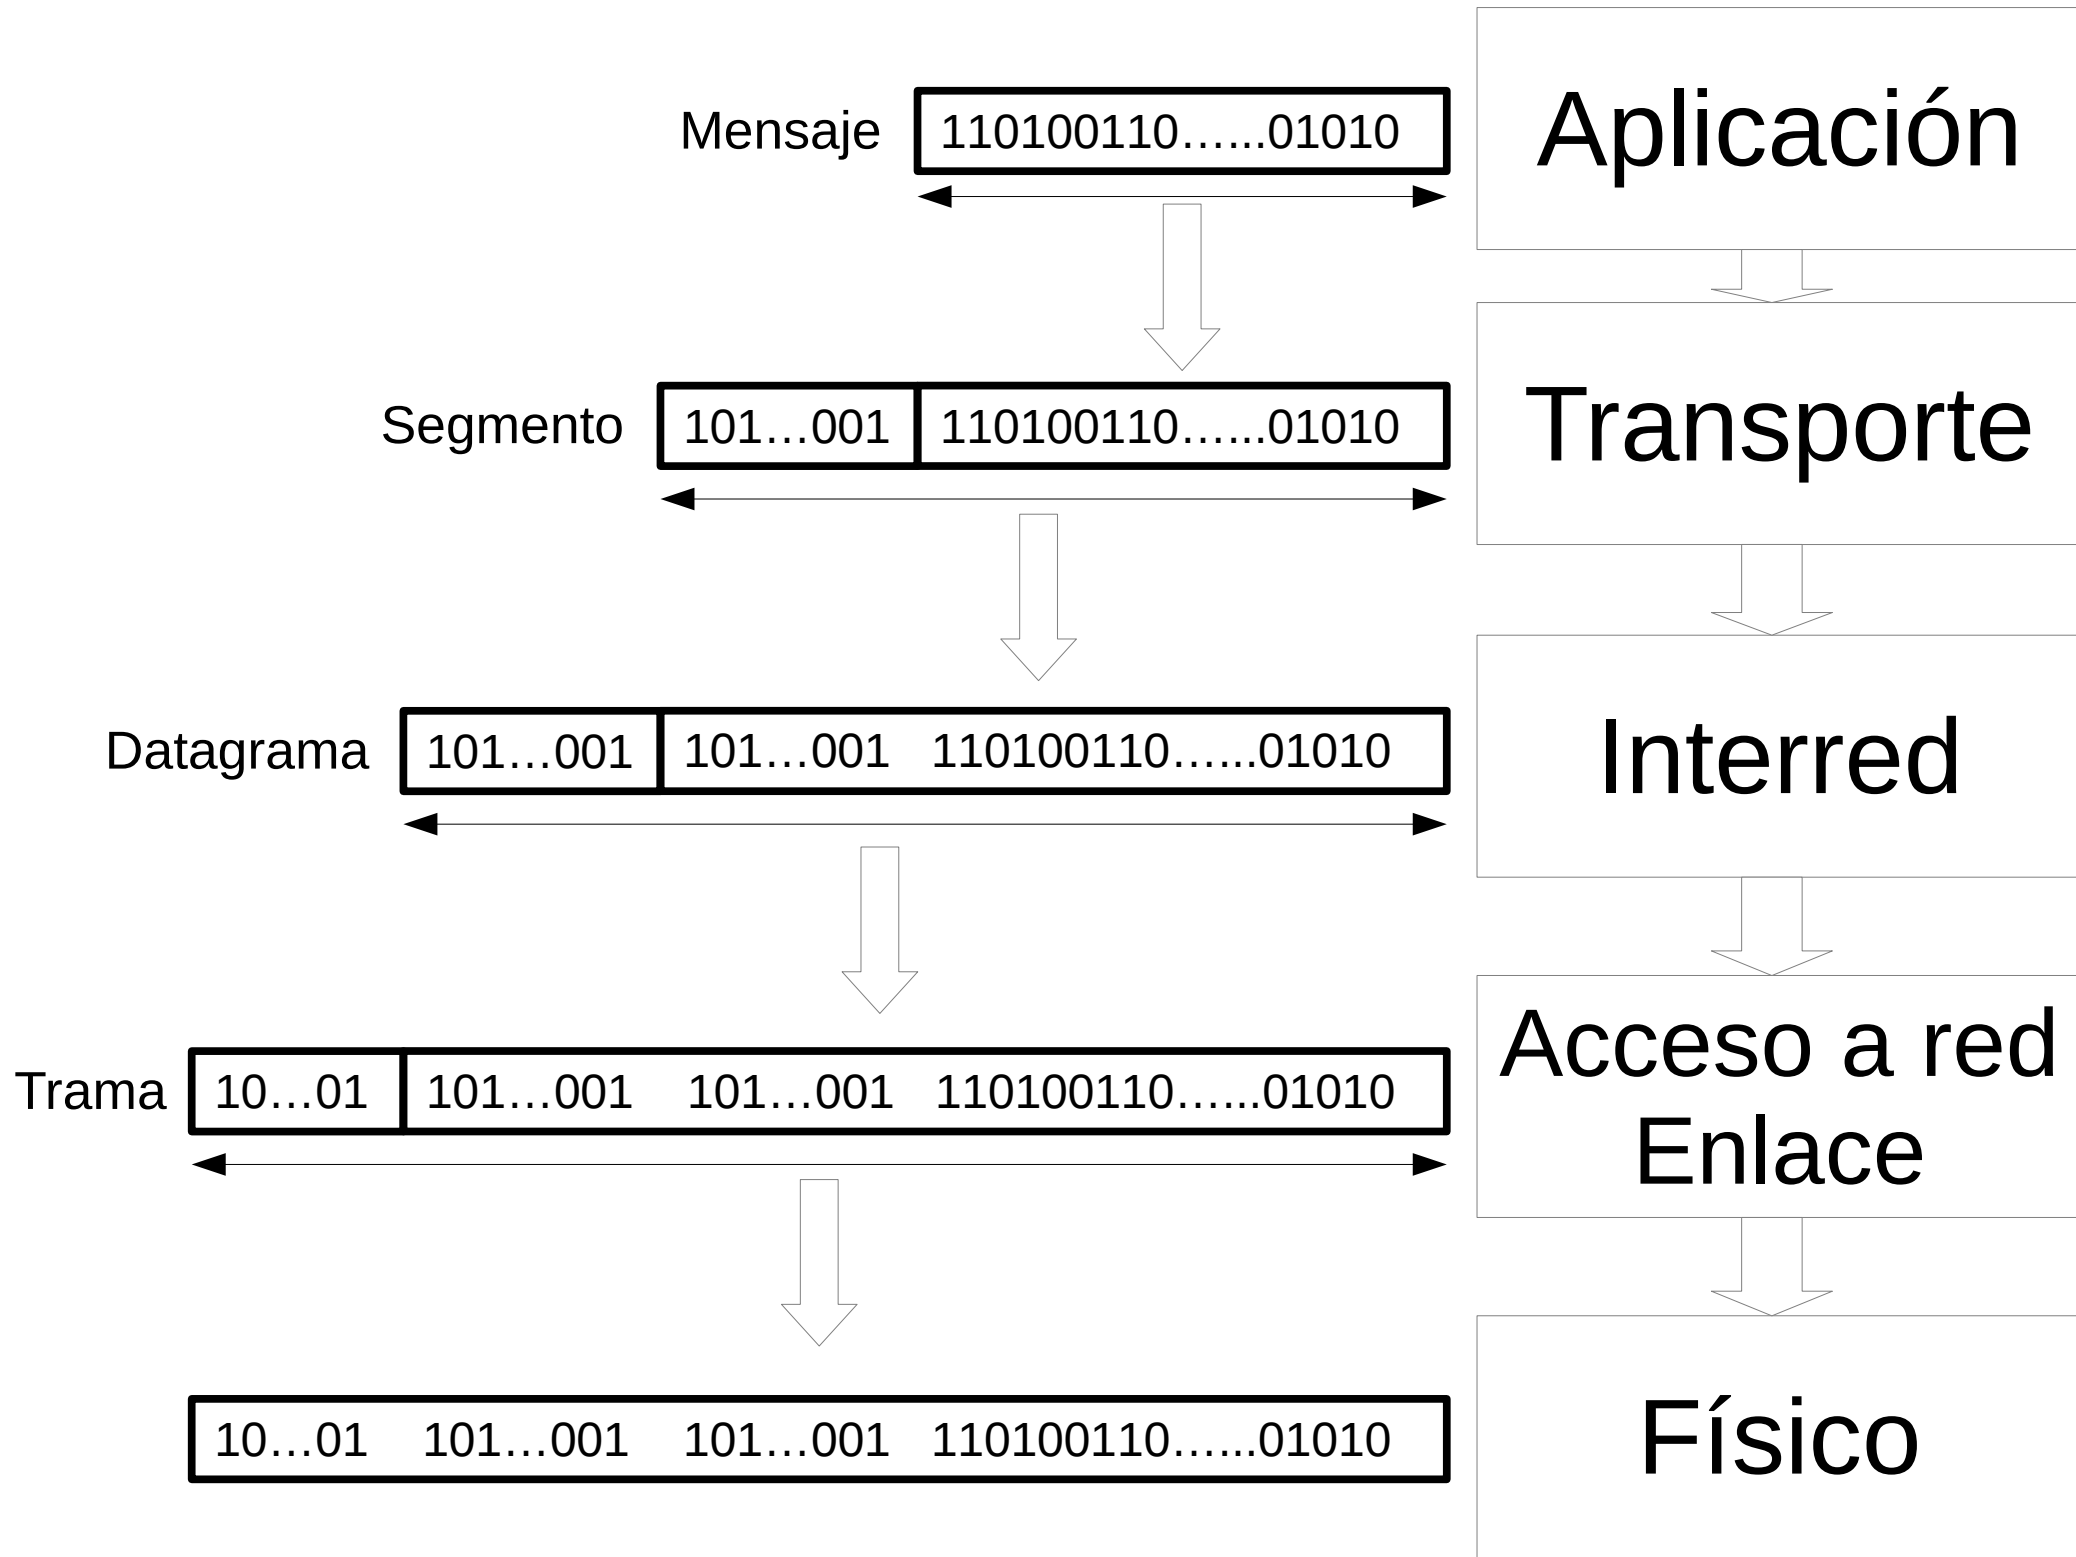 Mensaje 110100110…...01010 Aplicación
Segmento 101…001 110100110…...01010 Transporte
Datagrama 101…001 101…001 110100110…...01010 Interred
Acceso a red
Trama 10…01 101…001 101…001 110100110…...01010
Enlace
10…01 101…001 101…001 110100110…...01010 Físico